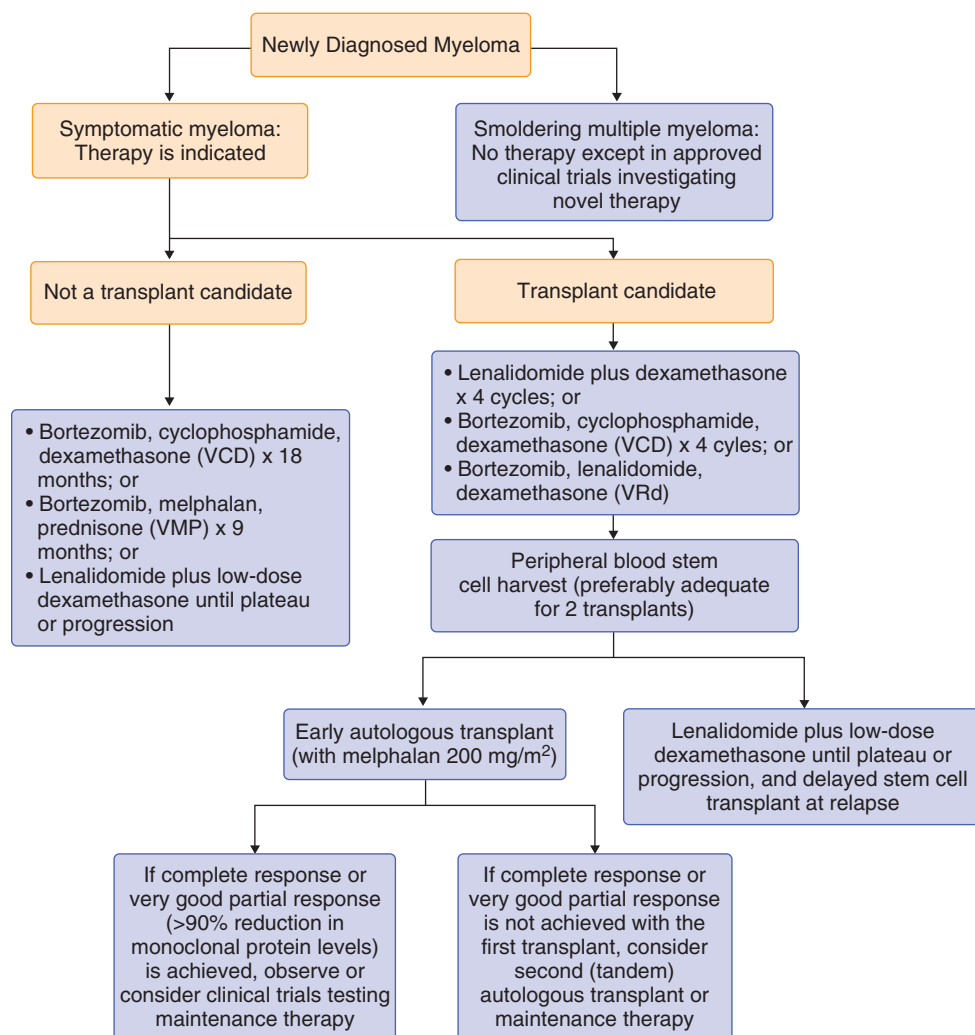 Newly Diagnosed Myeloma
Symptomatic myeloma:
Therapy is indicated
Smoldering multiple myeloma:
No therapy except in approved
clinical trials investigating
novel therapy
Not a transplant candidate
Transplant candidate
• Bortezomib, cyclophosphamide,
dexamethasone (VCD) x 18
months; or
• Bortezomib, melphalan,
prednisone (VMP) x 9
months; or
• Lenalidomide plus low-dose
dexamethasone until plateau
or progression
• Lenalidomide plus dexamethasone
x 4 cycles; or
• Bortezomib, cyclophosphamide,
dexamethasone (VCD) x 4 cyles; or
• Bortezomib, lenalidomide,
dexamethasone (VRd)
Peripheral blood stem
cell harvest (preferably adequate
for 2 transplants)
Early autologous transplant
(with melphalan 200 mg/m²)
Lenalidomide plus low-dose
dexamethasone until plateau or
progression, and delayed stem cell
transplant at relapse
If complete response or
very good partial response
(>90% reduction in
monoclonal protein levels)
is achieved, observe or
consider clinical trials testing
maintenance therapy
If complete response or
very good partial response
is not achieved with the
first transplant, consider
second (tandem)
autologous transplant or
maintenance therapy